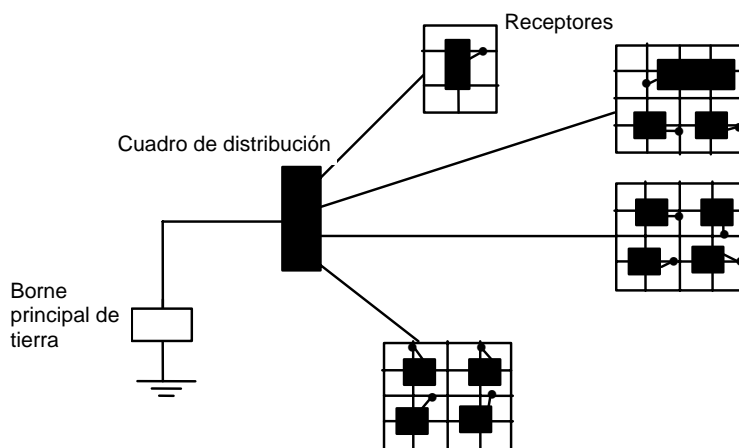 Receptores
Cuadro de distribución
Borne
principal de
tierra